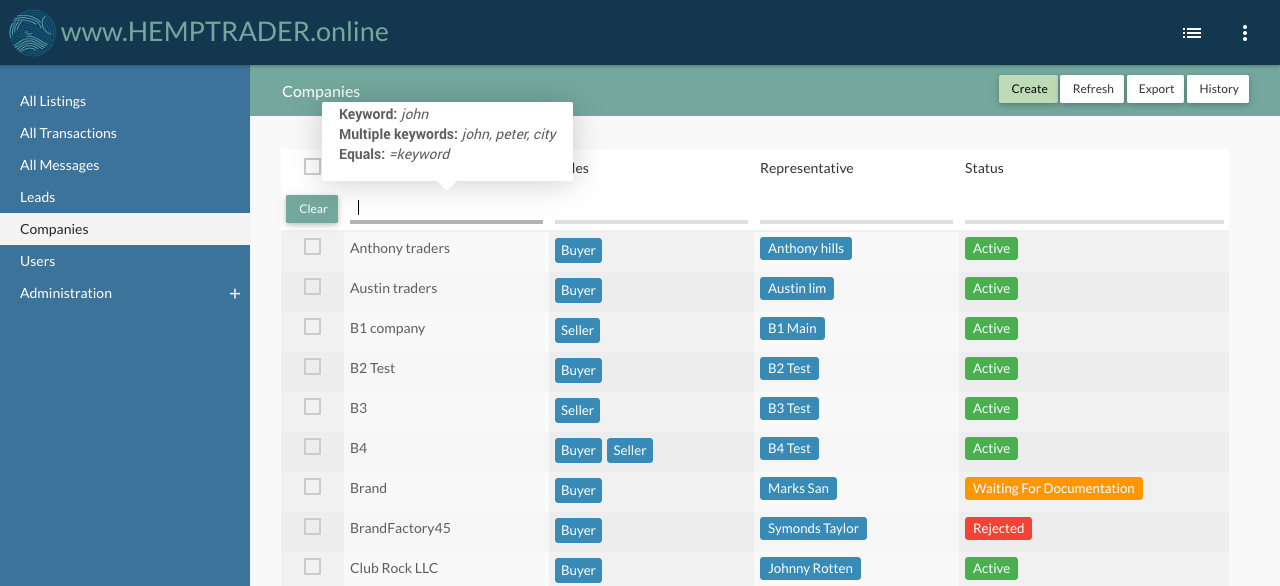 www.HEMPTRADER.online
Companies
Create Refresh Export History
All Listings
All Transactions
All Messages
Leads
Companies
Users
Administration +
Keyword: john
Multiple keywords: john, peter, city
Equals: =keyword
les Representative Status
Clear
Anthony traders Buyer Anthony hills Active
Austin traders Buyer Austin lim Active
B1 company Seller B1 Main Active
B2 Test Buyer B2 Test Active
B3 Seller B3 Test Active
B4 Buyer Seller B4 Test Active
Brand Buyer Marks San Waiting For Documentation
BrandFactory45 Buyer Symonds Taylor Rejected
Club Rock LLC Buyer Johnny Rotten Active